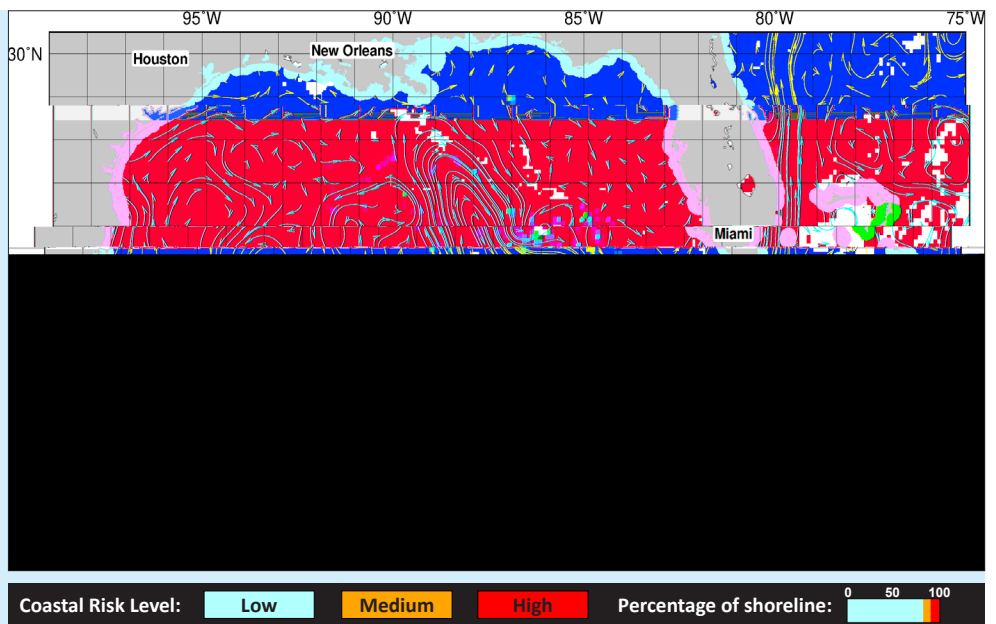 95°W 90°W 85°W 80°W 75°W
30°N
New Orleans
Houston
Miami
Coastal Risk Level: Low Medium High Percentage of shoreline: 0 50 100